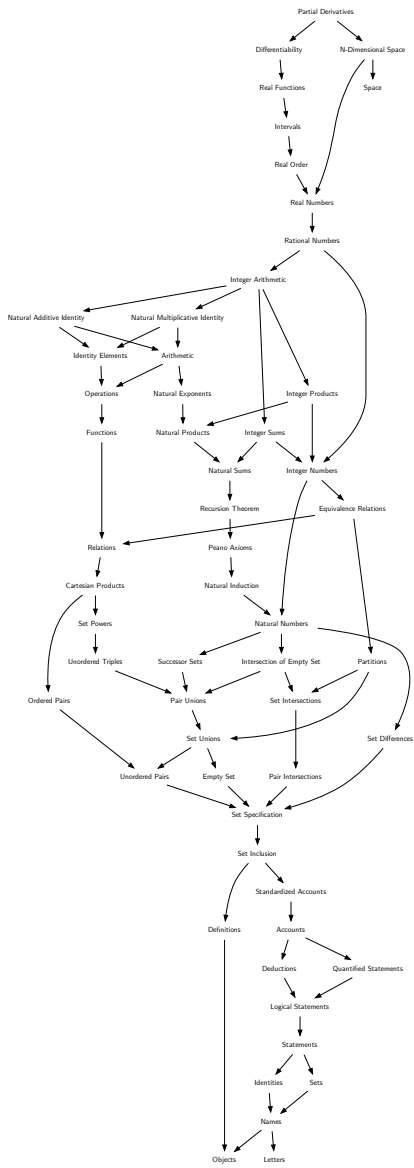 Partial Derivatives
Differentiability
N-Dimensional Space
Real Functions
Space
Intervals
Real Order
Real Numbers
Rational Numbers
Integer Arithmetic
Natural Additive Identity
Natural Multiplicative Identity
Identity Elements
Arithmetic
Operations
Natural Exponents
Integer Products
Functions
Natural Products
Integer Sums
Natural Sums
Integer Numbers
Recursion Theorem
Equivalence Relations
Relations
Peano Axioms
Cartesian Products
Natural Induction
Set Powers
Natural Numbers
Unordered Triples
Successor Sets
Intersection of Empty Set
Partitions
Ordered Pairs
Pair Unions
Set Intersections
Set Unions
Set Differences
Unordered Pairs
Empty Set
Pair Intersections
Set Specification
Set Inclusion
Standardized Accounts
Definitions
Accounts
Deductions
Quantified Statements
Logical Statements
Statements
Identities
Sets
Names
Objects
Letters